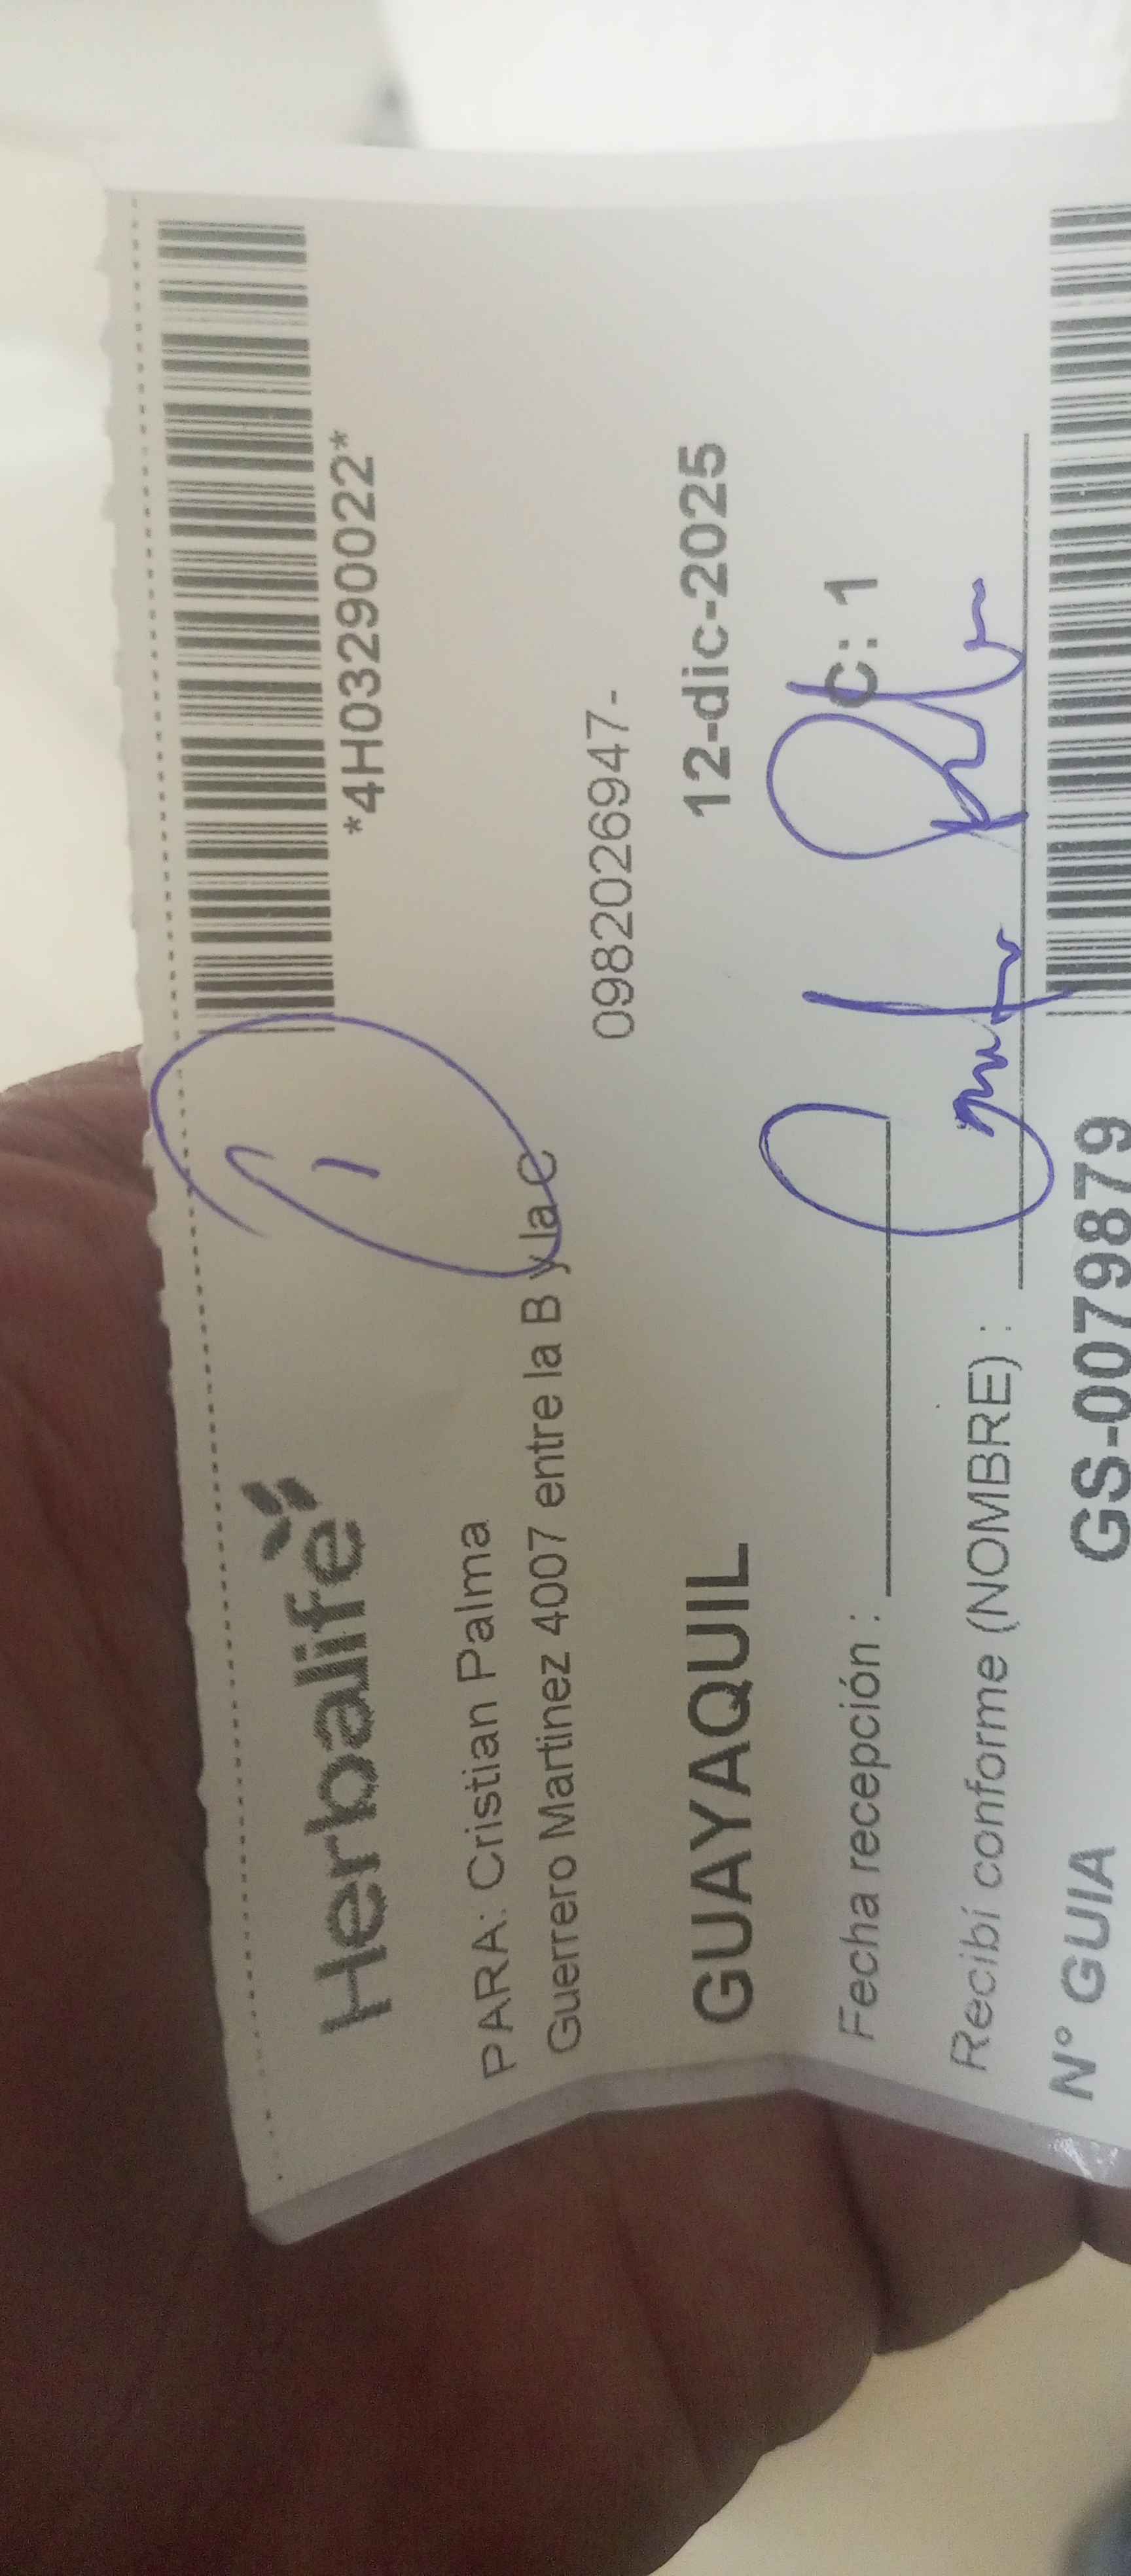 Herbalife
*4H03290022*
PARA: Cristian Palma
Guerrero Martinez 4007 entre la B y la C
0982026947-
GUAYAQUIL
12-dic-2025
Fecha recepción :
C: 1
Recibí conforme (NOMBRE) :
N° GUIA
GS-0079879